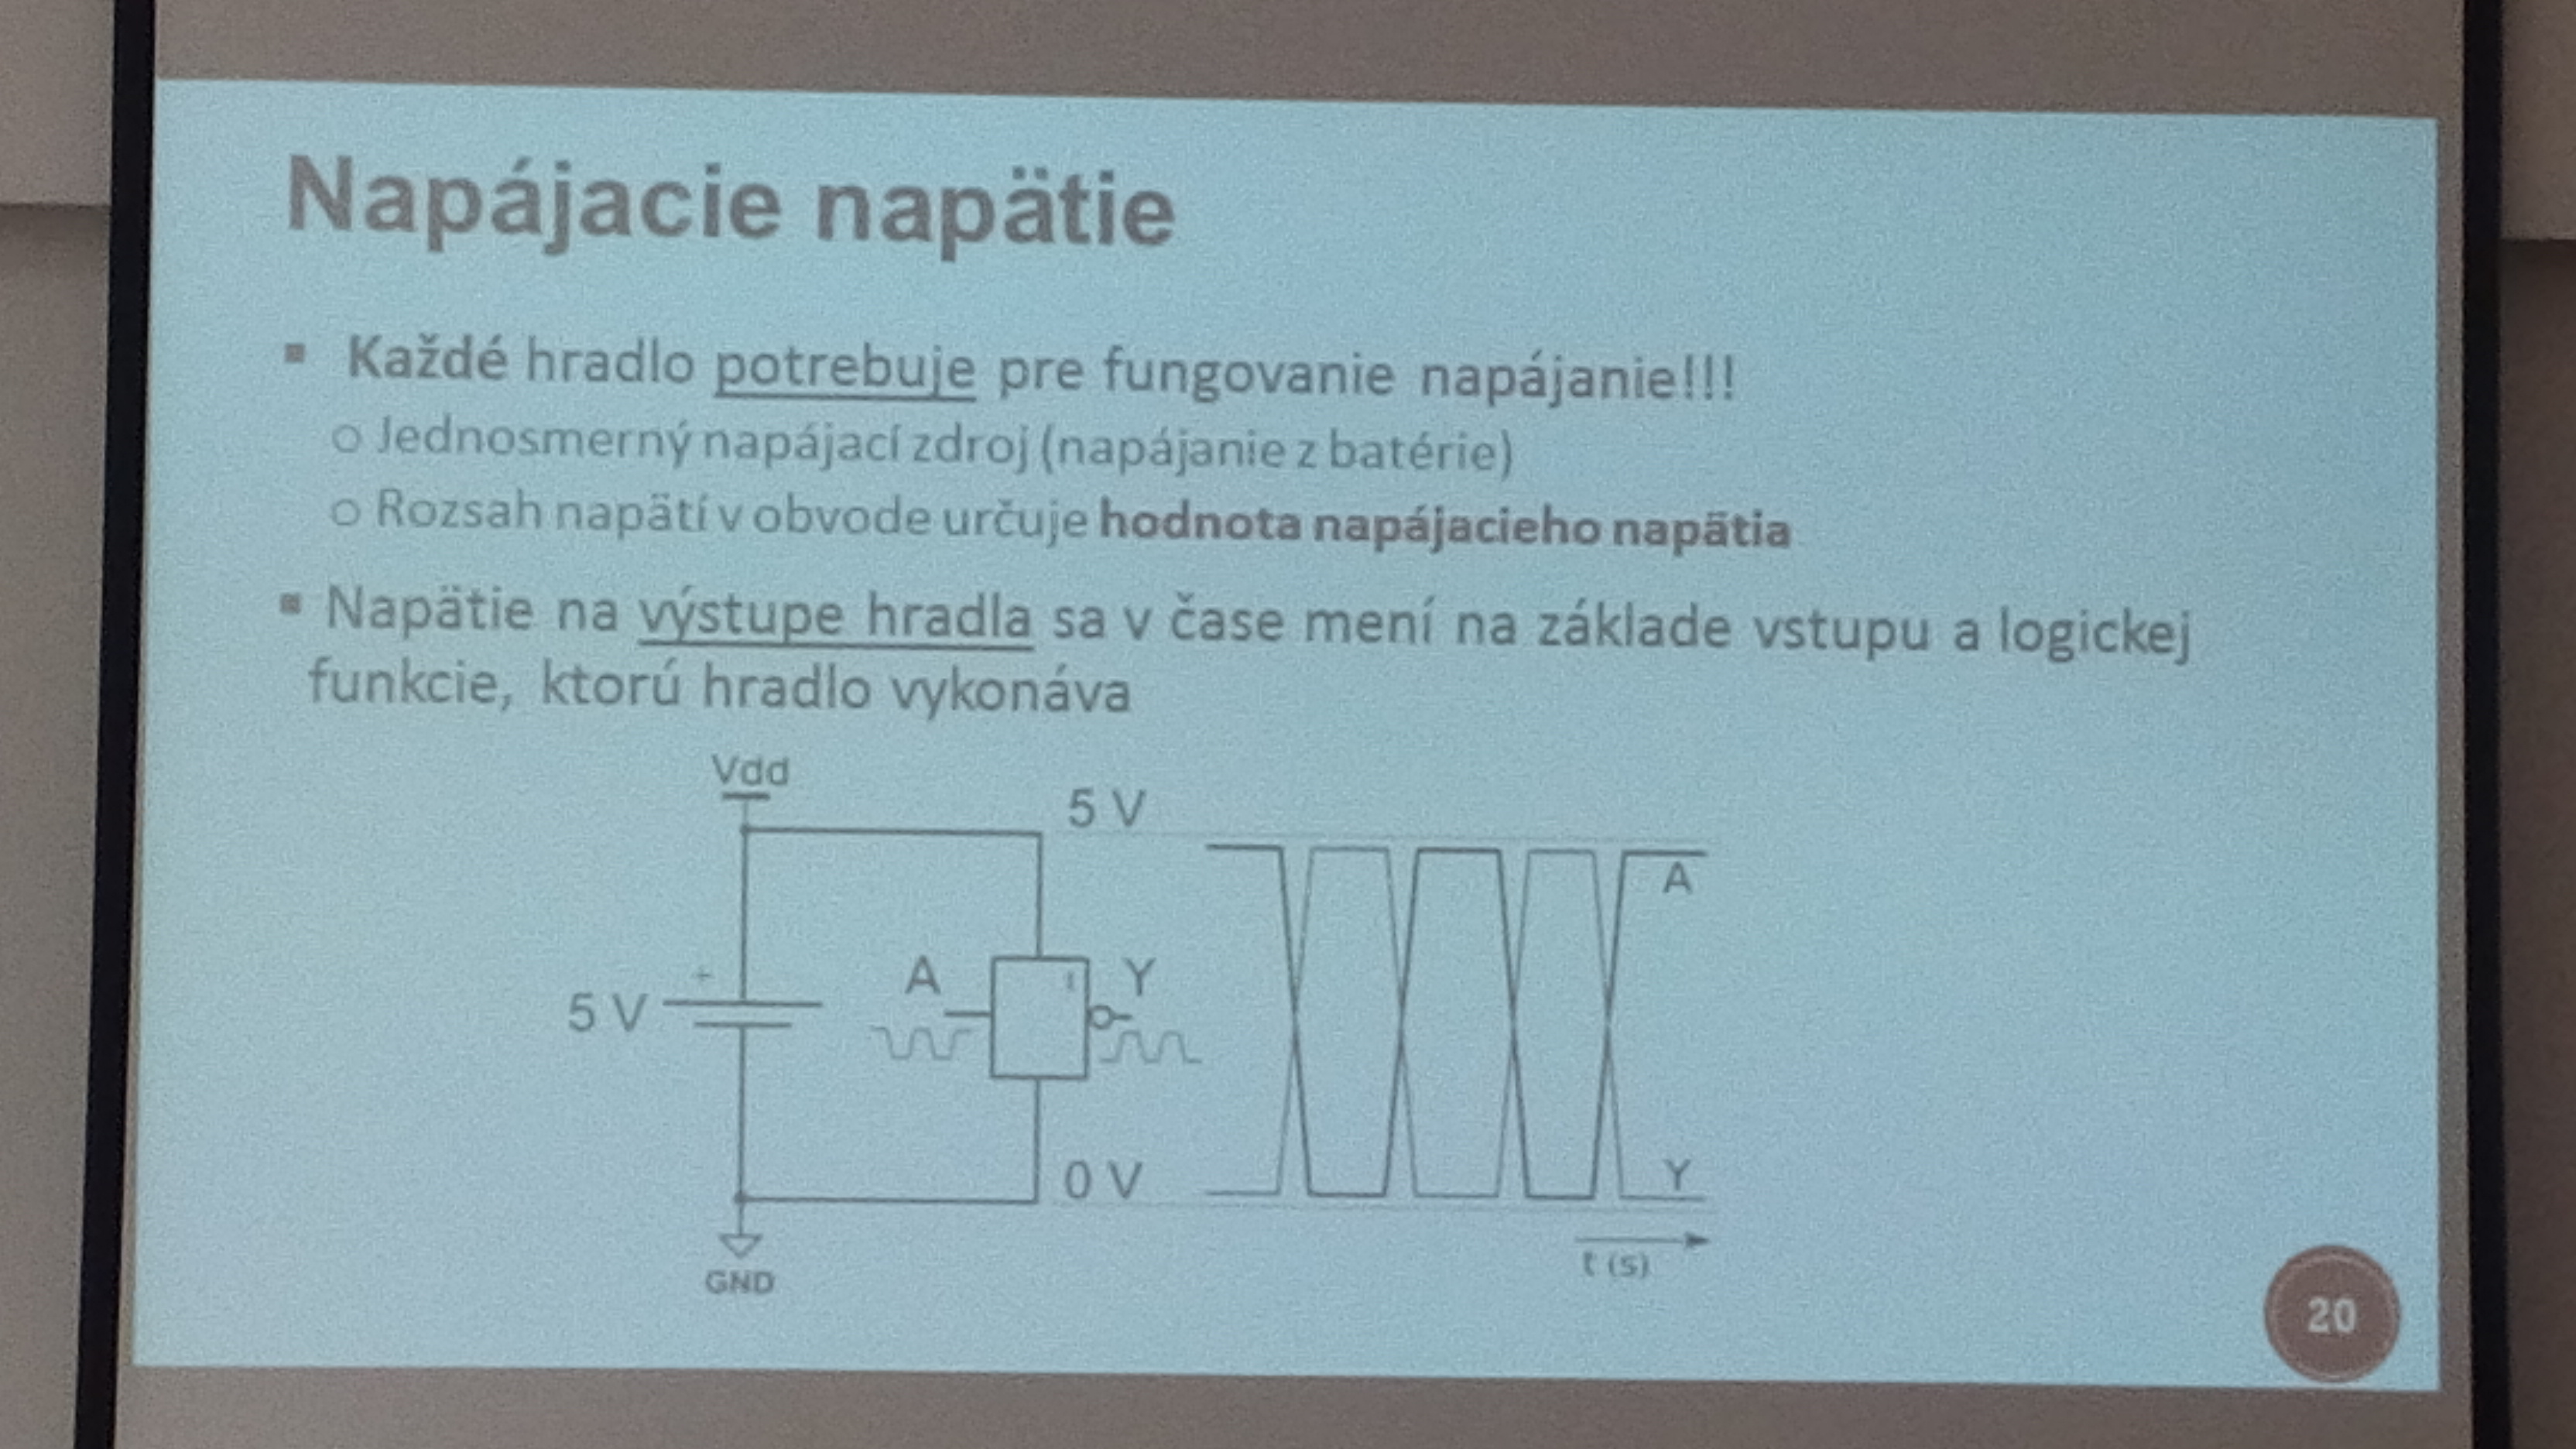 Napájacie napätie
▪ Každé hradlo potrebuje pre fungovanie napájanie!!!
o Jednosmerný napájací zdroj (napájanie z batérie)
o Rozsah napätí v obvode určuje hodnota napájacieho napätia
▪ Napätie na výstupe hradla sa v čase mení na základe vstupu a logickej
funkcie, ktorú hradlo vykonáva
Vdd
5 V
A
+
A
1
Y
5 V
0 V
Y
t (s)
GND
20